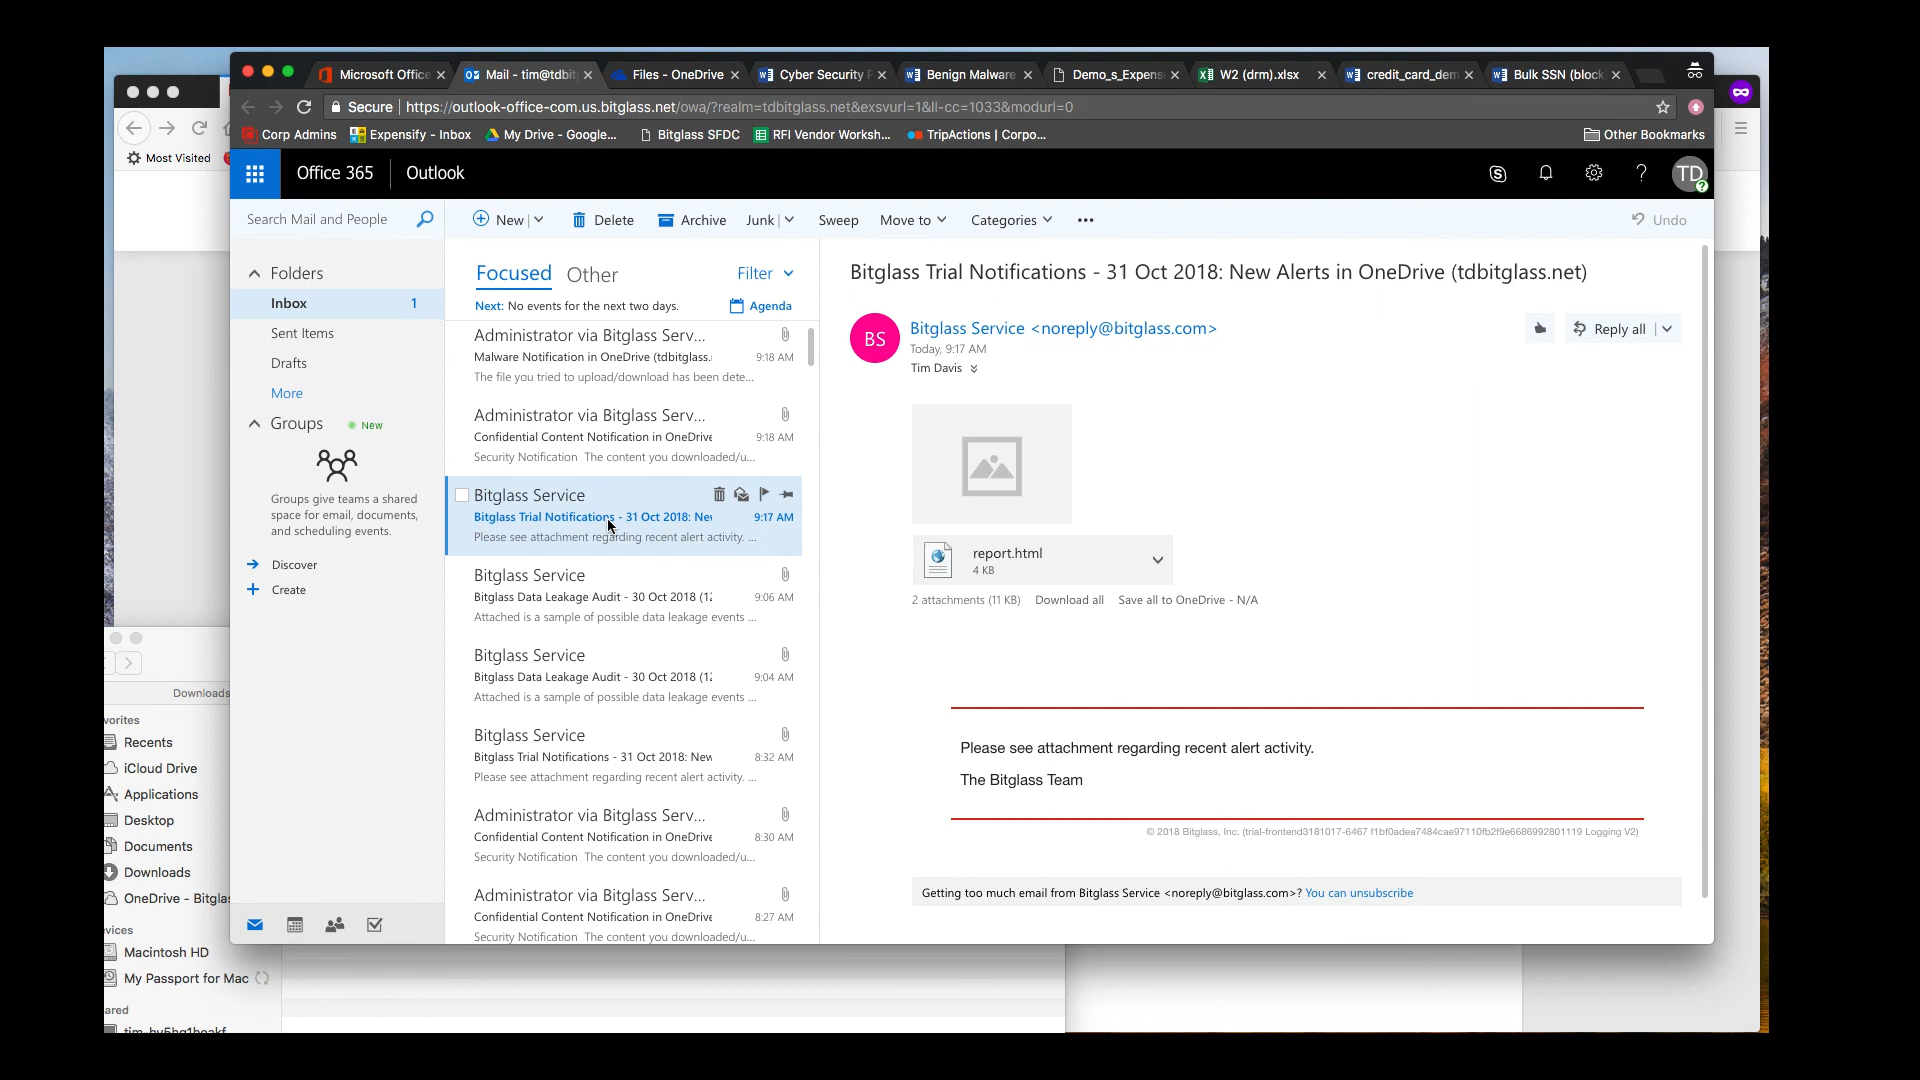 Microsoft Office
Mail - tim@tdbit
Files - OneDrive
Cyber Security P
Benign Malware
Demo_s_Expens
W2 (drm).xlsx
credit_card_dem
Bulk SSN (block
Secure
https://outlook-office-com.us.bitglass.net/owa/?realm=tdbitglass.net&exsvurl=1&ll-cc=1033&modurl=0
Corp Admins
Expensify - Inbox
My Drive - Google...
Bitglass SFDC
RFI Vendor Worksh...
TripActions | Corpo...
Other Bookmarks
Most Visited
Office 365
Outlook
TD
Search Mail and People
New
Delete
Archive
Junk
Sweep
Move to
Categories
Undo
Folders
Inbox 1
Sent Items
Drafts
More
Groups New
Groups give teams a shared
space for email, documents,
and scheduling events.
Discover
Create
Focused Other Filter
Next: No events for the next two days. Agenda
Administrator via Bitglass Serv...
Malware Notification in OneDrive (tdbitglass. 9:18 AM
The file you tried to upload/download has been dete...
Administrator via Bitglass Serv...
Confidential Content Notification in OneDrive 9:18 AM
Security Notification The content you downloaded/u...
Bitglass Service
Bitglass Trial Notifications - 31 Oct 2018: New 9:17 AM
Please see attachment regarding recent alert activity. ...
Bitglass Service
Bitglass Data Leakage Audit - 30 Oct 2018 (12 9:06 AM
Attached is a sample of possible data leakage events ...
Bitglass Service
Bitglass Data Leakage Audit - 30 Oct 2018 (12 9:04 AM
Attached is a sample of possible data leakage events ...
Bitglass Service
Bitglass Trial Notifications - 31 Oct 2018: New 8:32 AM
Please see attachment regarding recent alert activity. ...
Administrator via Bitglass Serv...
Confidential Content Notification in OneDrive 8:30 AM
Security Notification The content you downloaded/u...
Administrator via Bitglass Serv...
Confidential Content Notification in OneDrive 8:27 AM
Security Notification The content you downloaded/u...
Bitglass Trial Notifications - 31 Oct 2018: New Alerts in OneDrive (tdbitglass.net)
BS
Bitglass Service <noreply@bitglass.com>
Today, 9:17 AM
Tim Davis
Reply all
report.html
4 KB
2 attachments (11 KB) Download all Save all to OneDrive - N/A
Please see attachment regarding recent alert activity.
The Bitglass Team
© 2018 Bitglass, Inc. (trial-frontend3181017-6467 f1bf0adea7484cae97110fb2f9e6686992801119 Logging V2)
Getting too much email from Bitglass Service <noreply@bitglass.com>? You can unsubscribe
Downloads
vorites
Recents
iCloud Drive
Applications
Desktop
Documents
Downloads
OneDrive - Bitglas
vices
Macintosh HD
My Passport for Mac
ared